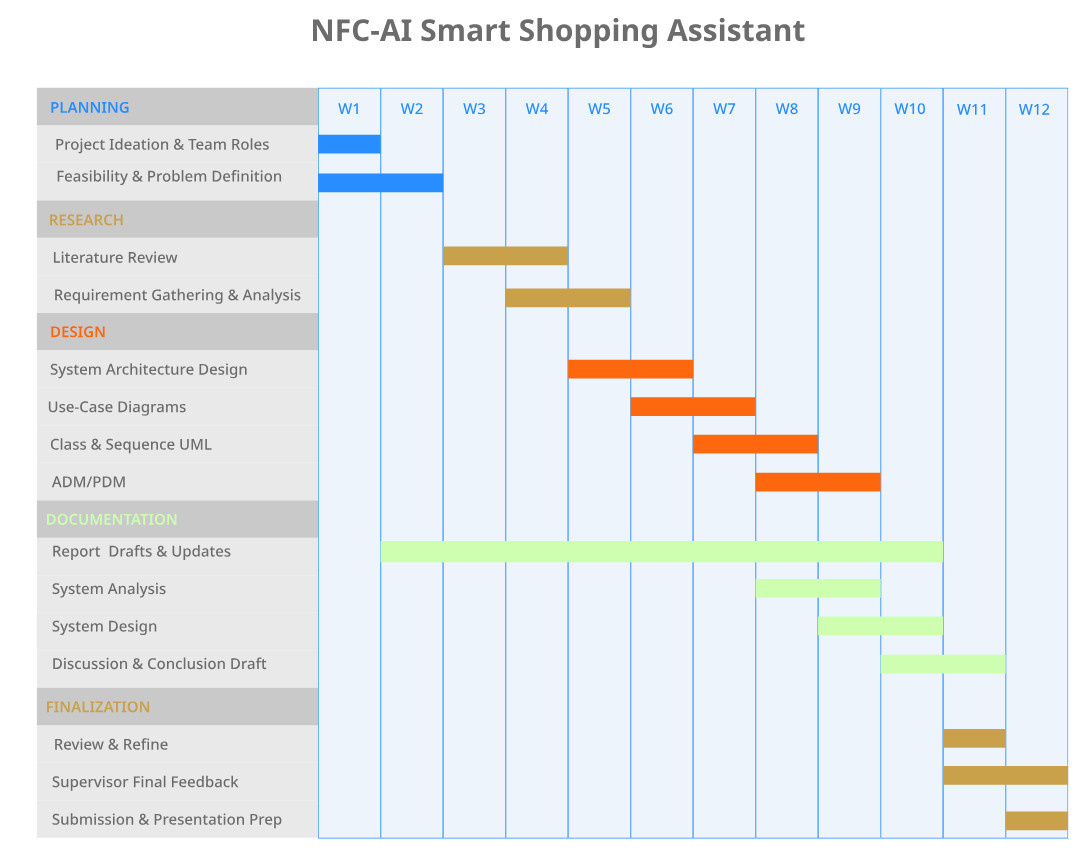 NFC-AI Smart Shopping Assistant
PLANNING W1 W2 W3 W4 W5 W6 W7 W8 W9 W10 W11 W12
Project Ideation & Team Roles
Feasibility & Problem Definition
RESEARCH
Literature Review
Requirement Gathering & Analysis
DESIGN
System Architecture Design
Use-Case Diagrams
Class & Sequence UML
ADM/PDM
DOCUMENTATION
Report Drafts & Updates
System Analysis
System Design
Discussion & Conclusion Draft
FINALIZATION
Review & Refine
Supervisor Final Feedback
Submission & Presentation Prep